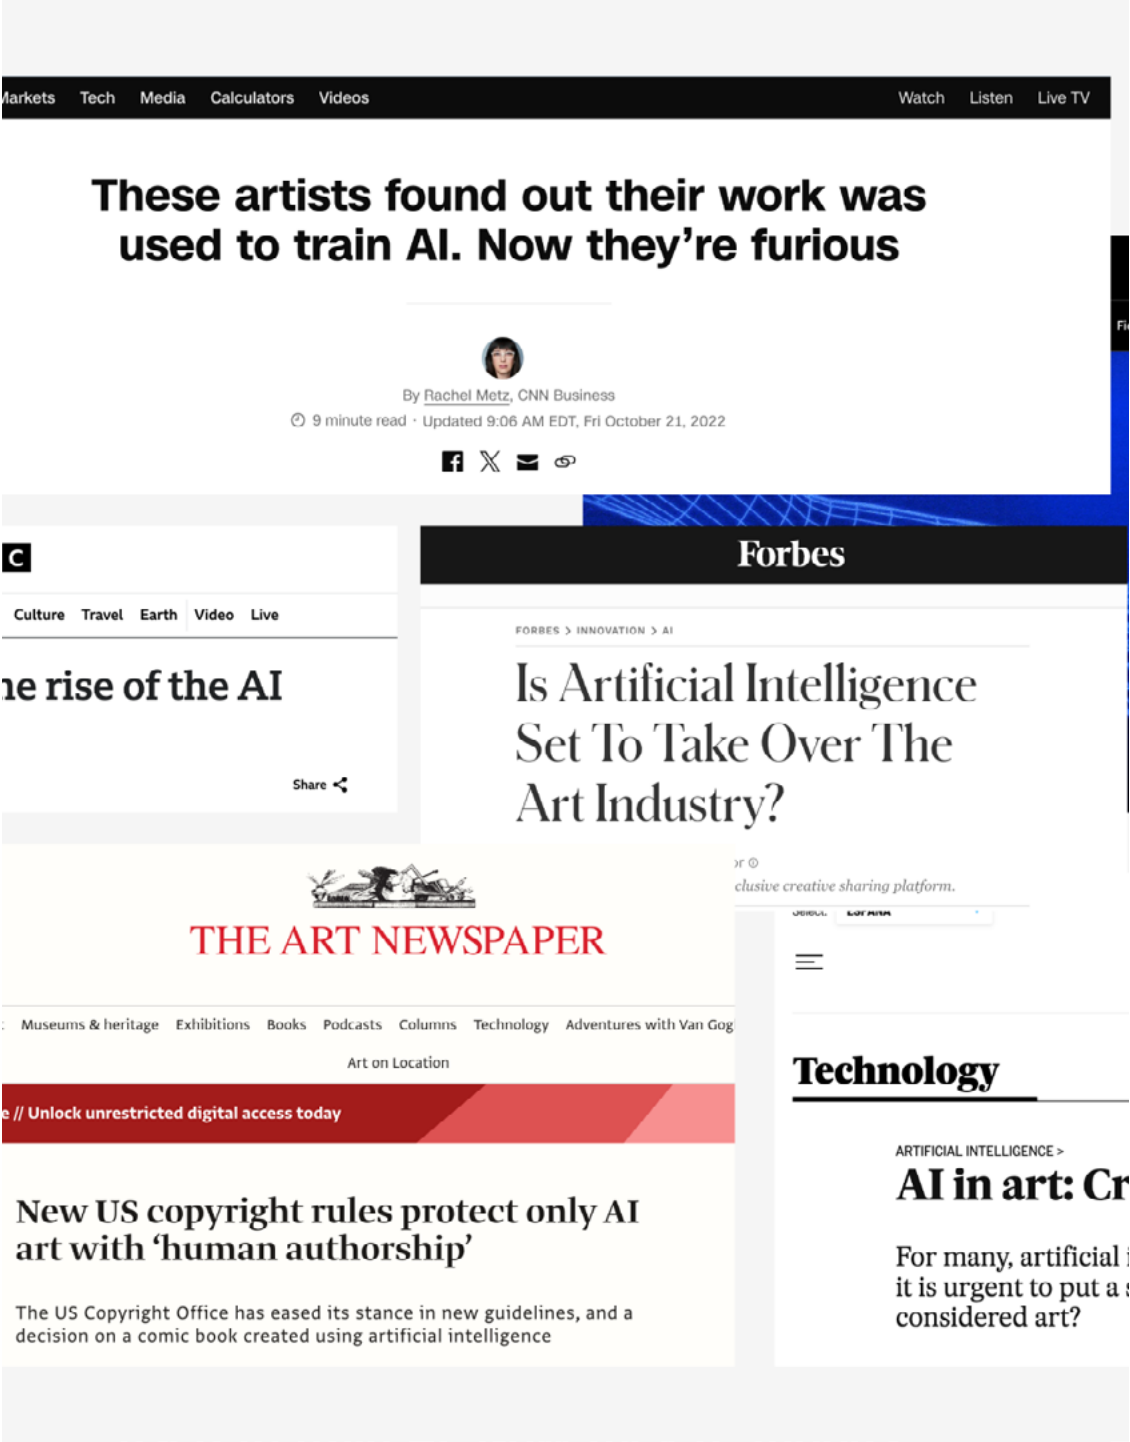 Markets Tech Media Calculators Videos Watch Listen Live TV
These artists found out their work was
used to train AI. Now they're furious
By Rachel Metz, CNN Business
9 minute read · Updated 9:06 AM EDT, Fri October 21, 2022
C
Culture Travel Earth Video Live
he rise of the AI
Share
Forbes
FORBES > INNOVATION > AI
Is Artificial Intelligence
Set To Take Over The
Art Industry?
or
clusive creative sharing platform.
THE ART NEWSPAPER
Museums & heritage Exhibitions Books Podcasts Columns Technology Adventures with Van Gog
Art on Location
e // Unlock unrestricted digital access today
New US copyright rules protect only AI
art with ‘human authorship’
The US Copyright Office has eased its stance in new guidelines, and a
decision on a comic book created using artificial intelligence
Select: ESPAÑA
Technology
ARTIFICIAL INTELLIGENCE >
AI in art: Cr
For many, artificial i
it is urgent to put a s
considered art?